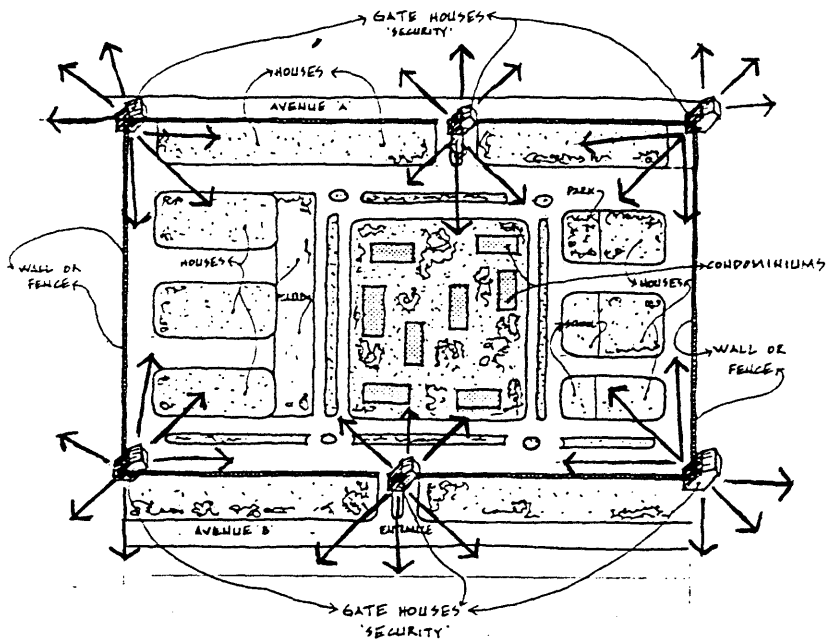 GATE HOUSES
'SECURITY'
HOUSES
AVENUE 'A'
PARK
HOUSES
CONDOMINIUMS
HOUSES
WALL OR
FENCE
WALL OR
FENCE
AVENUE 'B'
ENTRANCE
GATE HOUSES
'SECURITY'